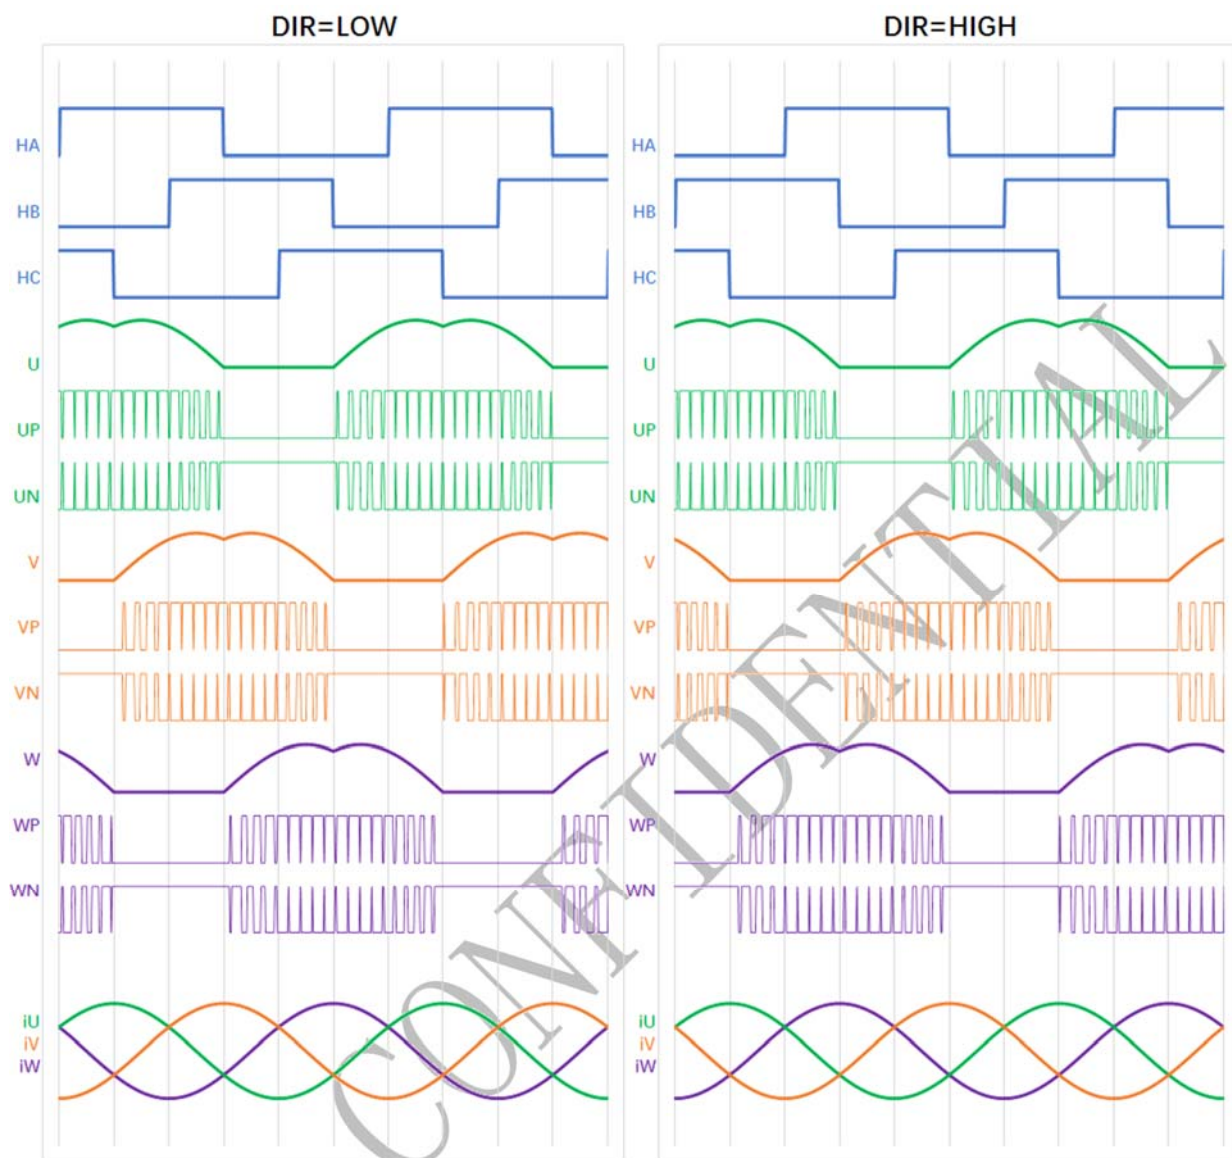 DIR=LOW
DIR=HIGH
HA
HA
HB
HB
HC
HC
U
U
UP
UP
UN
UN
V
V
VP
VP
VN
VN
W
W
WP
WP
WN
WN
iU
iU
iV
iV
iW
iW
CONFIDENTIAL